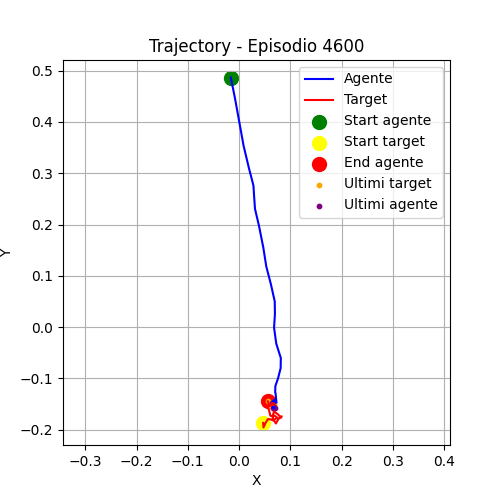 Trajectory - Episodio 4600
Y
0.5
0.4
0.3
0.2
0.1
0.0
−0.1
−0.2
Agente
Target
Start agente
Start target
End agente
Ultimi target
Ultimi agente
−0.3
−0.2
−0.1
0.0
0.1
0.2
0.3
0.4
X